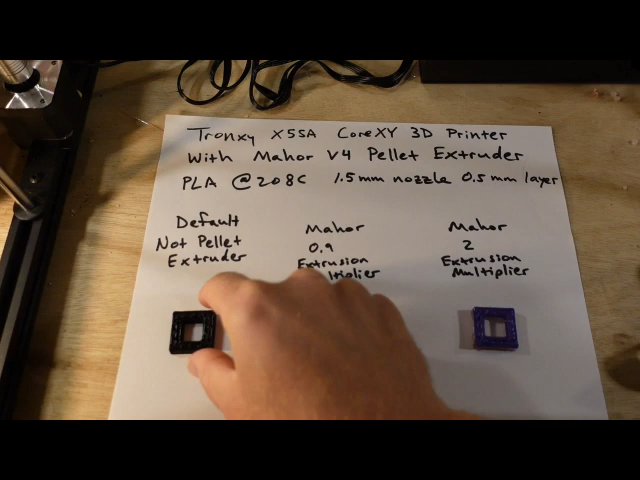 Tronxy X5SA CoreXY 3D Printer
With Mahor V4 Pellet Extruder
PLA @208C 1.5mm nozzle 0.5mm layer
Default
Not Pellet
Extruder
Mahor
0.9
Extrusion
Mahor
2
Extrusion
Multiplier